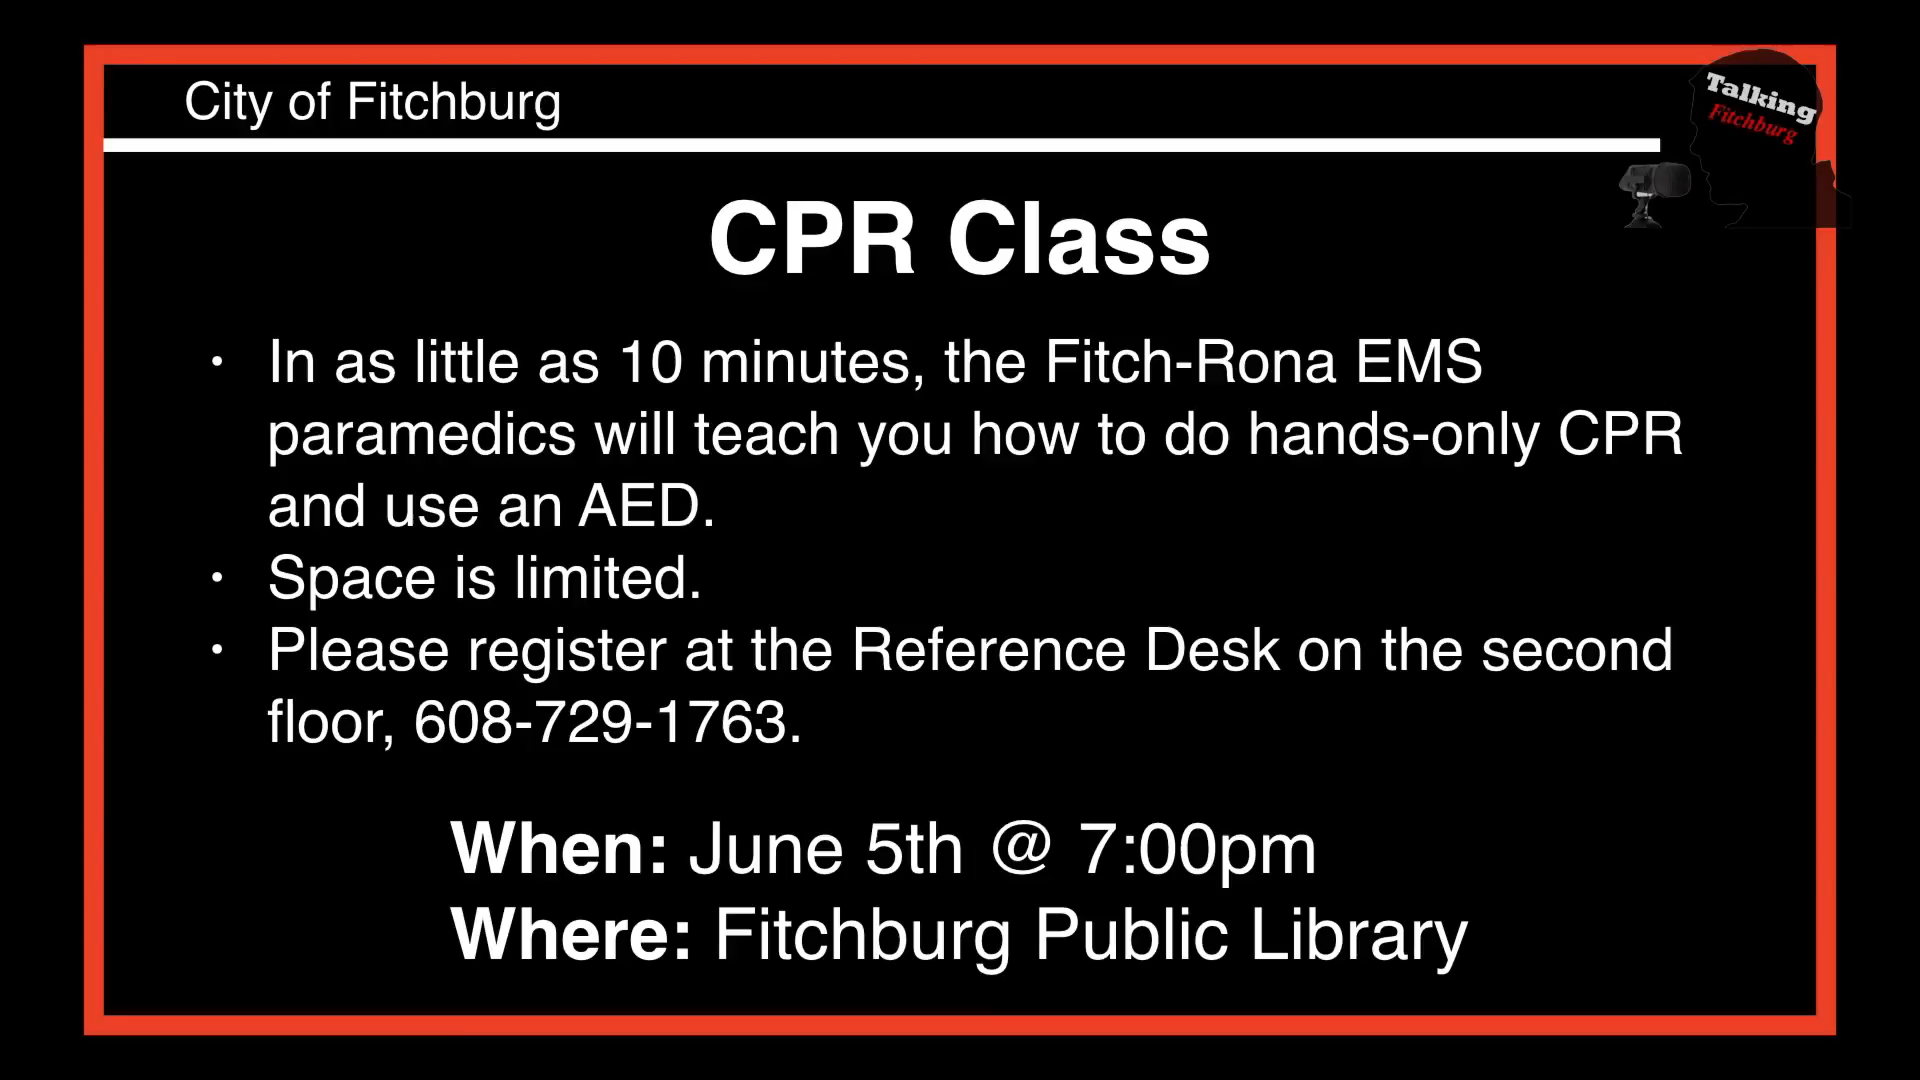 City of Fitchburg
Talking
Fitchburg
CPR Class
· In as little as 10 minutes, the Fitch-Rona EMS
paramedics will teach you how to do hands-only CPR
and use an AED.
· Space is limited.
· Please register at the Reference Desk on the second
floor, 608-729-1763.
When: June 5th @ 7:00pm
Where: Fitchburg Public Library